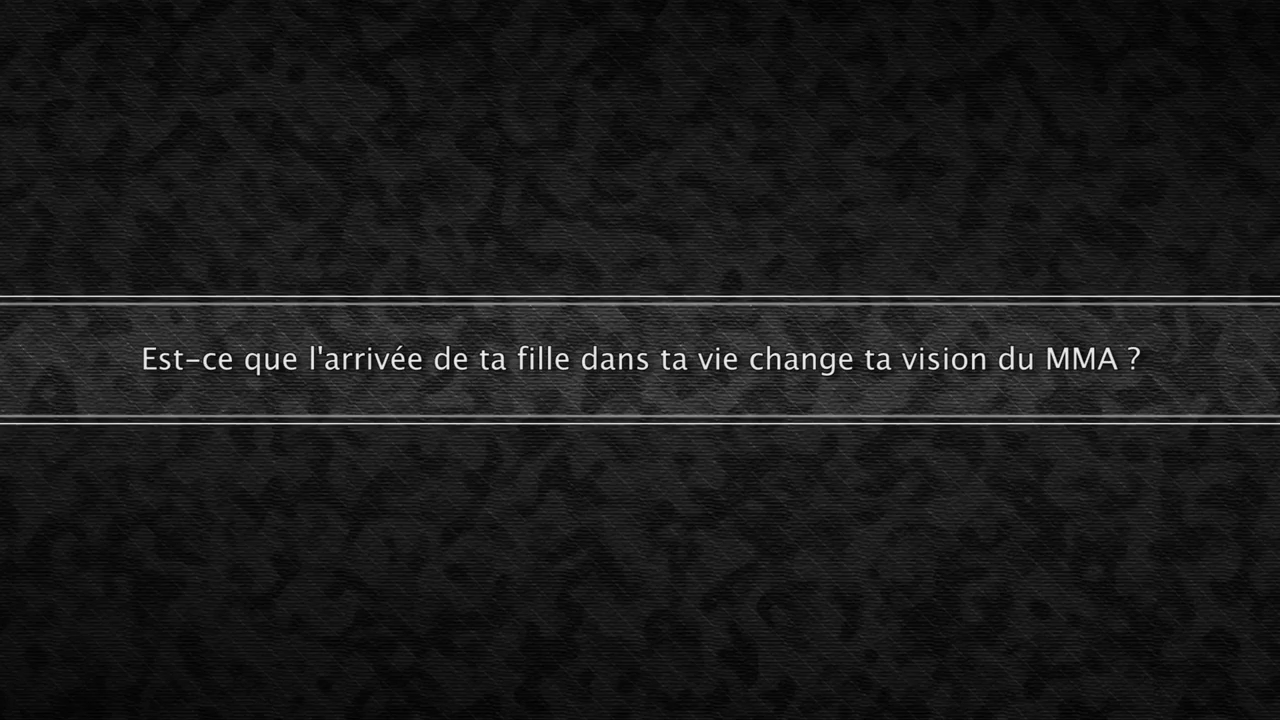 Est-ce que l'arrivée de ta fille dans ta vie change ta vision du MMA ?